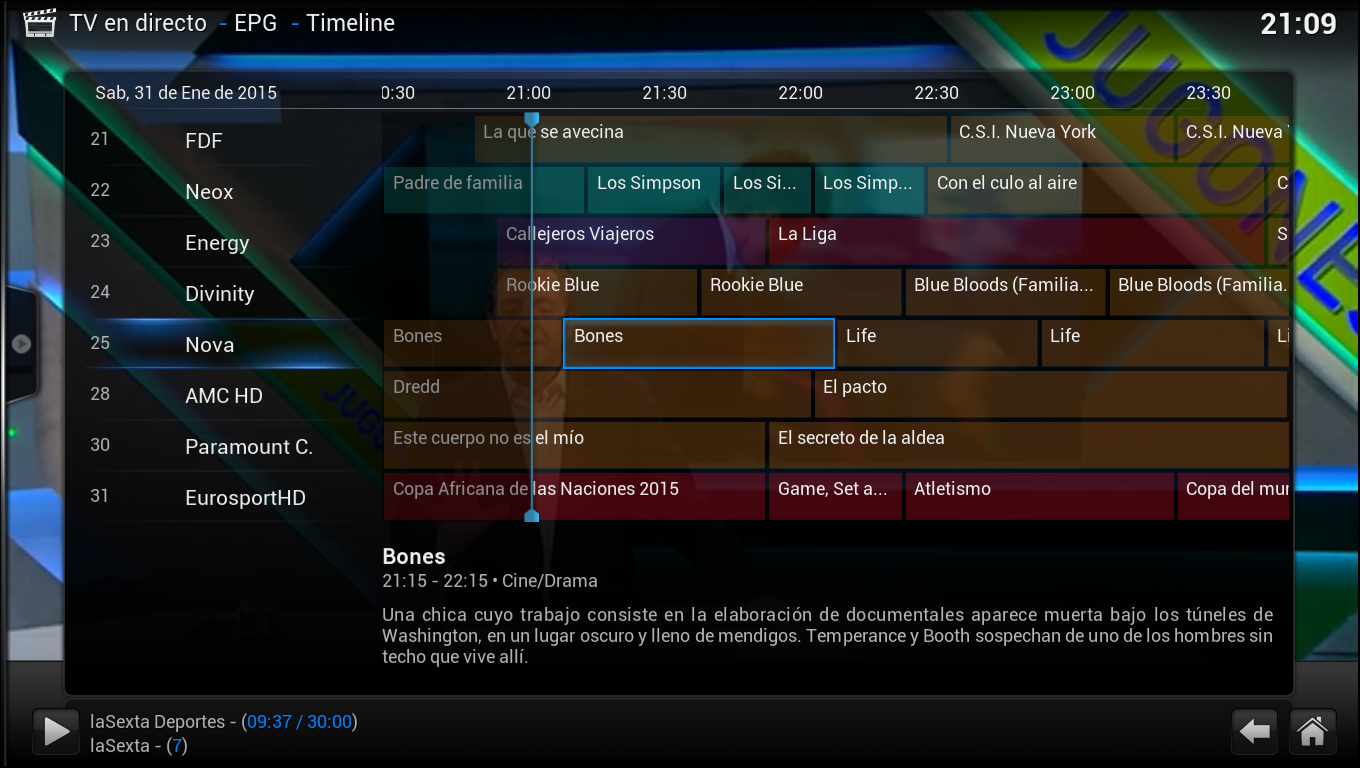 TV en directo - EPG - Timeline
21:09
Sab, 31 de Ene de 2015
0:30 21:00 21:30 22:00 22:30 23:00 23:30
21 FDF La que se avecina C.S.I. Nueva York C.S.I. Nueva
22 Neox Padre de familia Los Simpson Los Si... Los Simp... Con el culo al aire C
23 Energy Callejeros Viajeros La Liga S
24 Divinity Rookie Blue Rookie Blue Blue Bloods (Familia... Blue Bloods (Familia.
25 Nova Bones Bones Life Life Li
28 AMC HD Dredd El pacto
30 Paramount C. Este cuerpo no es el mío El secreto de la aldea
31 EurosportHD Copa Africana de las Naciones 2015 Game, Set a... Atletismo Copa del mun
JUGONES
JUGO
Bones
21:15 - 22:15 • Cine/Drama
Una chica cuyo trabajo consiste en la elaboración de documentales aparece muerta bajo los túneles de
Washington, en un lugar oscuro y lleno de mendigos. Temperance y Booth sospechan de uno de los hombres sin
techo que vive allí.
laSexta Deportes - (09:37 / 30:00)
laSexta - (7)